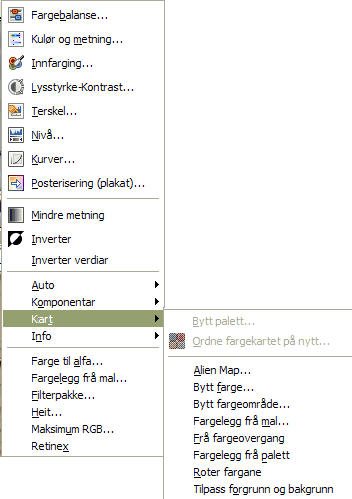 Fargebalanse...
Kulør og metning...
Innfarging...
Lysstyrke-Kontrast...
Terskel...
Nivå...
Kurver...
Posterisering (plakat)...
Mindre metning
Inverter
Inverter verdiar
Auto
Komponentar
Kart
Info
Farge til alfa...
Fargelegg frå mal...
Filterpakke...
Heit...
Maksimum RGB...
Retinex
Bytt palett...
Ordne fargekartet på nytt...
Alien Map...
Bytt farge...
Bytt fargeområde...
Fargelegg frå mal...
Frå fargeovergang
Fargelegg frå palett
Roter fargane
Tilpass forgrunn og bakgrunn